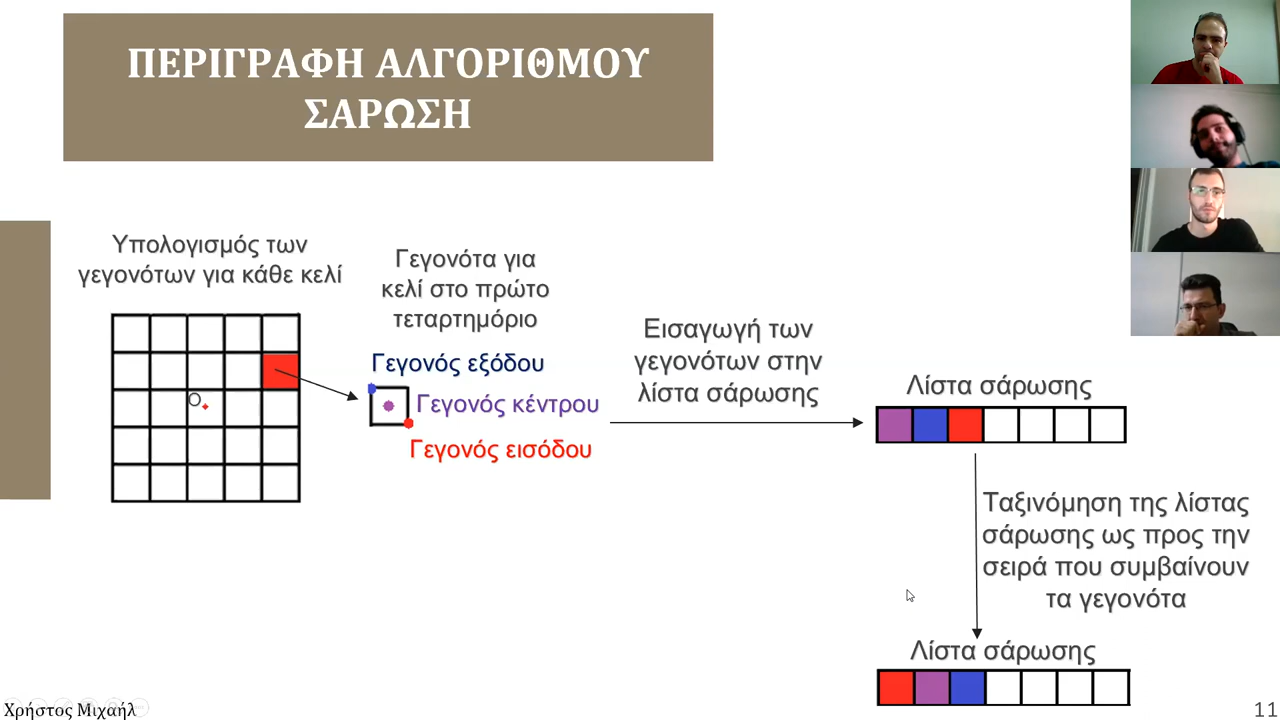 ΠΕΡΙΓΡΑΦΗ ΑΛΓΟΡΙΘΜΟΥ
ΣΑΡΩΣΗ
Υπολογισμός των
γεγονότων για κάθε κελί
Γεγονότα για
κελί στο πρώτο
τεταρτημόριο
Γεγονός εξόδου
Γεγονός κέντρου
Γεγονός εισόδου
O
Εισαγωγή των
γεγονότων στην
λίστα σάρωσης
Λίστα σάρωσης
Ταξινόμηση της λίστας
σάρωσης ως προς την
σειρά που συμβαίνουν
τα γεγονότα
Λίστα σάρωσης
Χρήστος Μιχαήλ
11